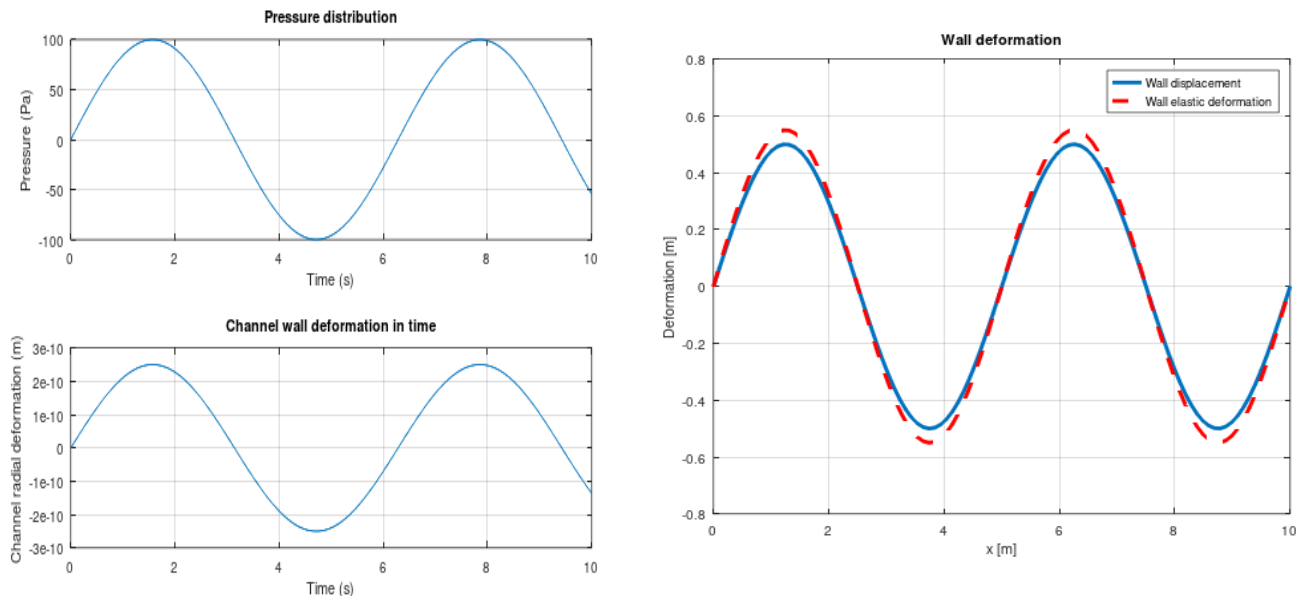 Pressure distribution
Pressure (Pa)
100
50
0
-50
-100
0 2 4 6 8 10
Time (s)
Channel wall deformation in time
Channel radial deformation (m)
3e-10
2e-10
1e-10
0
-1e-10
-2e-10
-3e-10
0 2 4 6 8 10
Time (s)
Wall deformation
Wall displacement
Wall elastic deformation
Deformation [m]
0.8
0.6
0.4
0.2
0
-0.2
-0.4
-0.6
-0.8
0 2 4 6 8 10
x [m]